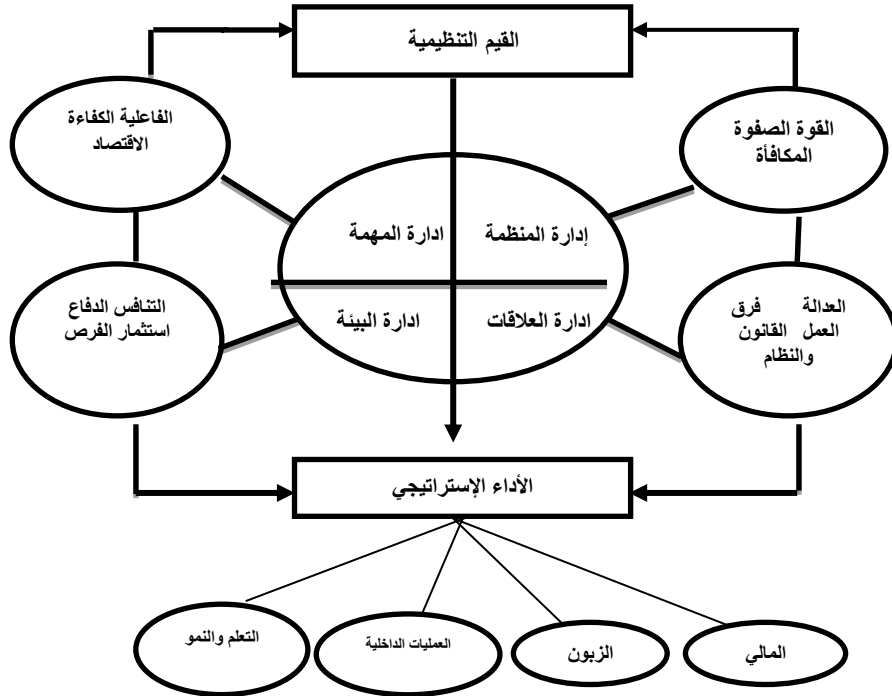 القيم التنظيمية
القوة الصفوة
المكافأة
الفاعلية الكفاءة
الاقتصاد
إدارة المنظمة
ادارة المهمة
العدالة فرق
العمل القانون
والنظام
ادارة العلاقات
ادارة البيئة
التنافس الدفاع
استثمار الفرص
الأداء الإستراتيجي
المالي
الزبون
العمليات الداخلية
التعلم والنمو